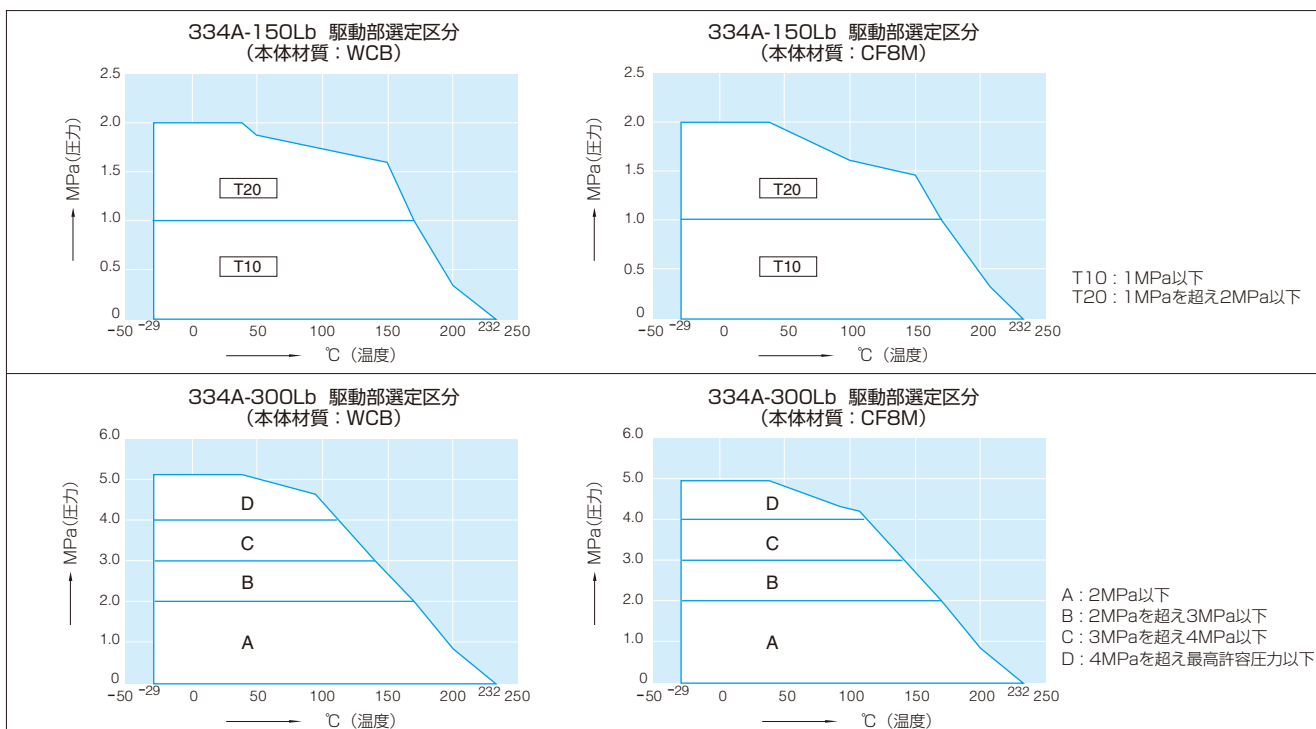 334A-150Lb 駆動部選定区分
(本体材質：WCB)
MPa(圧力)
2.5
2.0
1.5
1.0
0.5
0
T20
T10
-50 -29 0 50 100 150 200 232 250
℃ (温度)
334A-150Lb 駆動部選定区分
(本体材質：CF8M)
MPa(圧力)
2.5
2.0
1.5
1.0
0.5
0
T20
T10
-50 -29 0 50 100 150 200 232 250
℃ (温度)
T10：1MPa以下
T20：1MPaを超え2MPa以下
334A-300Lb 駆動部選定区分
(本体材質：WCB)
MPa(圧力)
6.0
5.0
4.0
3.0
2.0
1.0
0
D
C
B
A
-50 -29 0 50 100 150 200 232 250
℃ (温度)
334A-300Lb 駆動部選定区分
(本体材質：CF8M)
MPa(圧力)
6.0
5.0
4.0
3.0
2.0
1.0
0
D
C
B
A
-50 -29 0 50 100 150 200 232 250
℃ (温度)
A：2MPa以下
B：2MPaを超え3MPa以下
C：3MPaを超え4MPa以下
D：4MPaを超え最高許容圧力以下